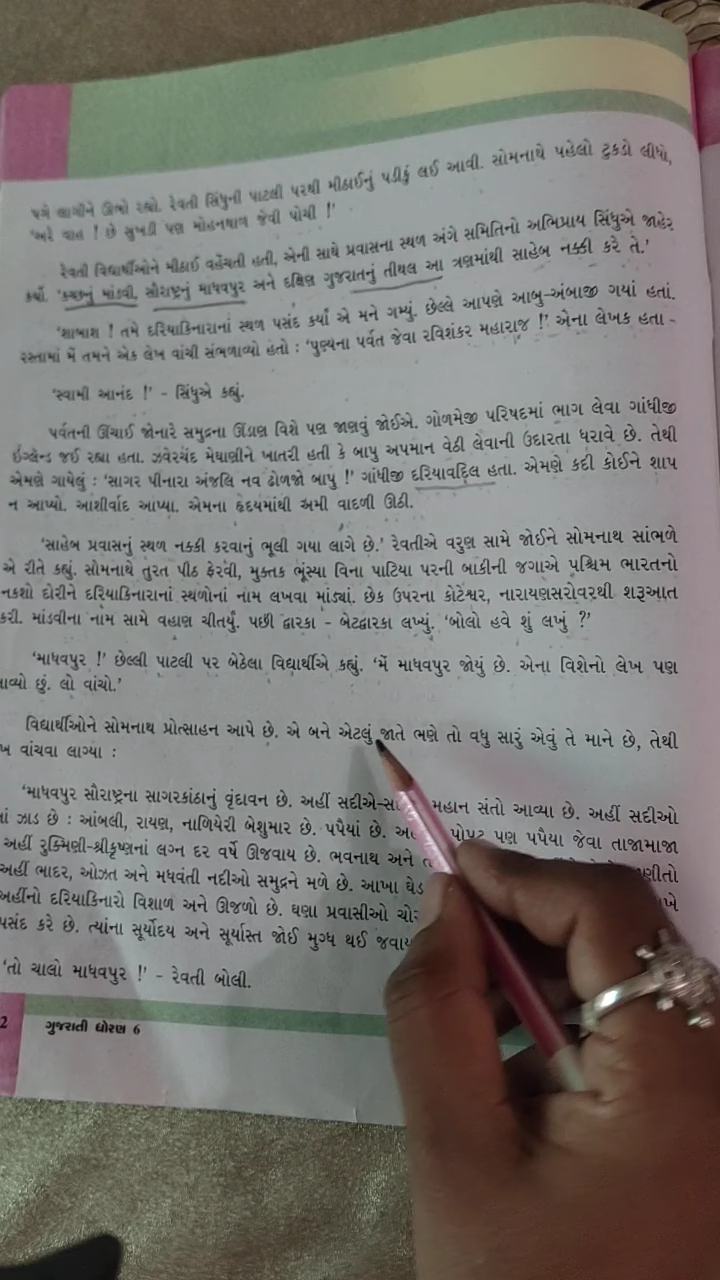 પગે લાગીને ઊભો રહ્યો. રેવતી સિંધુની પાટલી પરથી મીઠાઈનું પડીકું લઈ આવી. સોમનાથે પહેલો ટુકડો લીધો,
'અરે વાહ ! છે સુખડી પણ મોહનથાળ જેવી પોચી !'
રેવતી વિદ્યાર્થીઓને મીઠાઈ વહેંચતી હતી, એની સાથે પ્રવાસના સ્થળ અંગે સમિતિનો અભિપ્રાય સિંધુએ જાહેર
કર્યો. 'કચ્છનું માંડવી, સૌરાષ્ટ્રનું માધવપુર અને દક્ષિણ ગુજરાતનું તીથલ આ ત્રણમાંથી સાહેબ નક્કી કરે તે.'
'શાબાશ ! તમે દરિયાકિનારાનાં સ્થળ પસંદ કર્યાં એ મને ગમ્યું. છેલ્લે આપણે આબુ-અંબાજી ગયાં હતાં.
રસ્તામાં મેં તમને એક લેખ વાંચી સંભળાવ્યો હતો : 'પુણ્યના પર્વત જેવા રવિશંકર મહારાજ !' એના લેખક હતા -
'સ્વામી આનંદ !' - સિંધુએ કહ્યું.
પર્વતની ઊંચાઈ જોનારે સમુદ્રના ઊંડાણ વિશે પણ જાણવું જોઈએ. ગોળમેજી પરિષદમાં ભાગ લેવા ગાંધીજી
ઇંગ્લેન્ડ જઈ રહ્યા હતા. ઝવેરચંદ મેઘાણીને ખાતરી હતી કે બાપુ અપમાન વેઠી લેવાની ઉદારતા ધરાવે છે. તેથી
એમણે ગાયેલું : 'સાગર પીનારા અંજલિ નવ ઢોળજો બાપુ !' ગાંધીજી દરિયાવદિલ હતા. એમણે કદી કોઈને શાપ
ન આપ્યો. આશીર્વાદ આપ્યા. એમના હૃદયમાંથી અમી વાદળી ઊઠી.
'સાહેબ પ્રવાસનું સ્થળ નક્કી કરવાનું ભૂલી ગયા લાગે છે.' રેવતીએ વરુણ સામે જોઈને સોમનાથ સાંભળે
એ રીતે કહ્યું. સોમનાથે તુરત પીઠ ફેરવી, મુક્તક ભૂંસ્યા વિના પાટિયા પરની બાકીની જગાએ પશ્ચિમ ભારતનો
નકશો દોરીને દરિયાકિનારાનાં સ્થળોનાં નામ લખવા માંડ્યાં. છેક ઉપરના કોટેશ્વર, નારાયણસરોવરથી શરૂઆત
કરી. માંડવીના નામ સામે વહાણ ચીતર્યું. પછી દ્વારકા - બેટદ્વારકા લખ્યું. 'બોલો હવે શું લખું ?'
'માધવપુર !' છેલ્લી પાટલી પર બેઠેલા વિદ્યાર્થીએ કહ્યું. 'મેં માધવપુર જોયું છે. એના વિશેનો લેખ પણ
ાવ્યો છું. લો વાંચો.'
વિદ્યાર્થીઓને સોમનાથ પ્રોત્સાહન આપે છે. એ બને એટલું જાતે ભણે તો વધુ સારું એવું તે માને છે, તેથી
ખ વાંચવા લાગ્યા :
'માધવપુર સૌરાષ્ટ્રના સાગરકાંઠાનું વૃંદાવન છે. અહીં સદીએ-સ મહાન સંતો આવ્યા છે. અહીં સદીઓ
ઝાડ છે : આંબલી, રાયણ, નાળિયેરી બેશુમાર છે. પપૈયાં છે. પોપટ પણ પપૈયા જેવા તાજામાજા
અહીં રુક્મિણી-શ્રીકૃષ્ણનાં લગ્ન દર વર્ષે ઊજવાય છે. ભવનાથ અને ત
અહીં ભાદર, ઓઝત અને મધવંતી નદીઓ સમુદ્રને મળે છે. આખા ઘેડ
અહીંનો દરિયાકિનારો વિશાળ અને ઊજળો છે. ઘણા પ્રવાસીઓ ચો
પસંદ કરે છે. ત્યાંના સૂર્યોદય અને સૂર્યાસ્ત જોઈ મુગ્ધ થઈ જવાય
'તો ચાલો માધવપુર !' - રેવતી બોલી.
2 ગુજરાતી ધોરણ 6